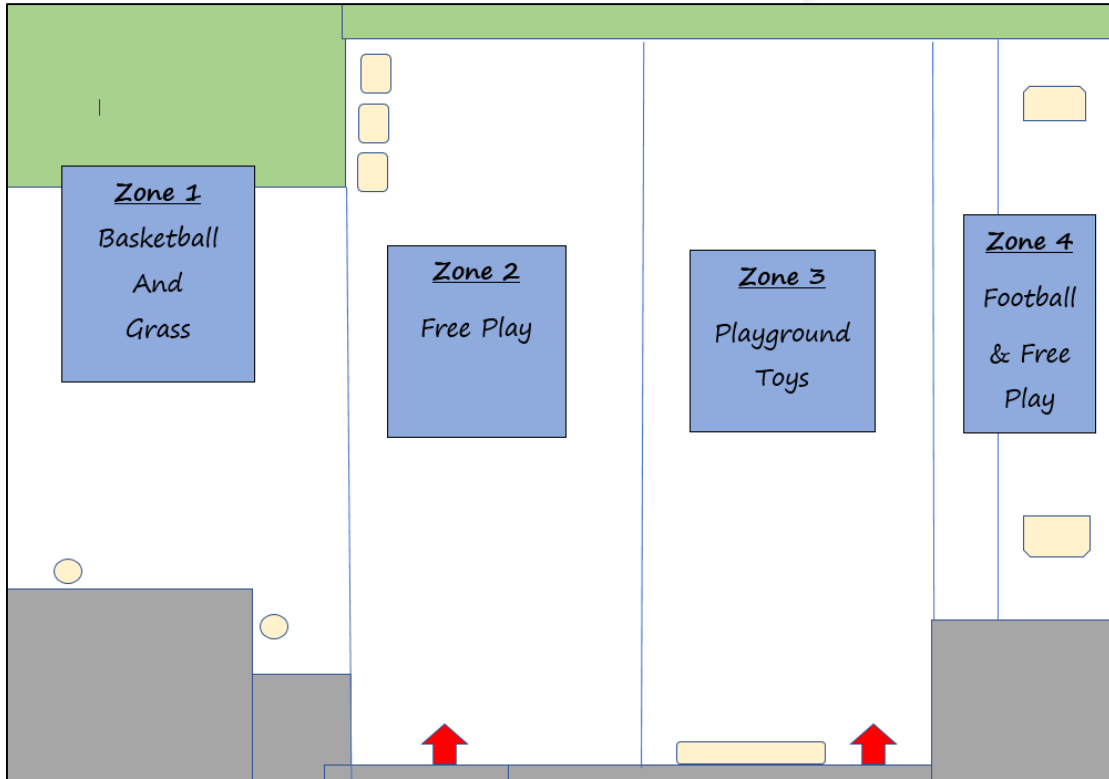 Zone 1
Basketball
And
Grass
Zone 2
Free Play
Zone 3
Playground
Toys
Zone 4
Football
& Free
Play